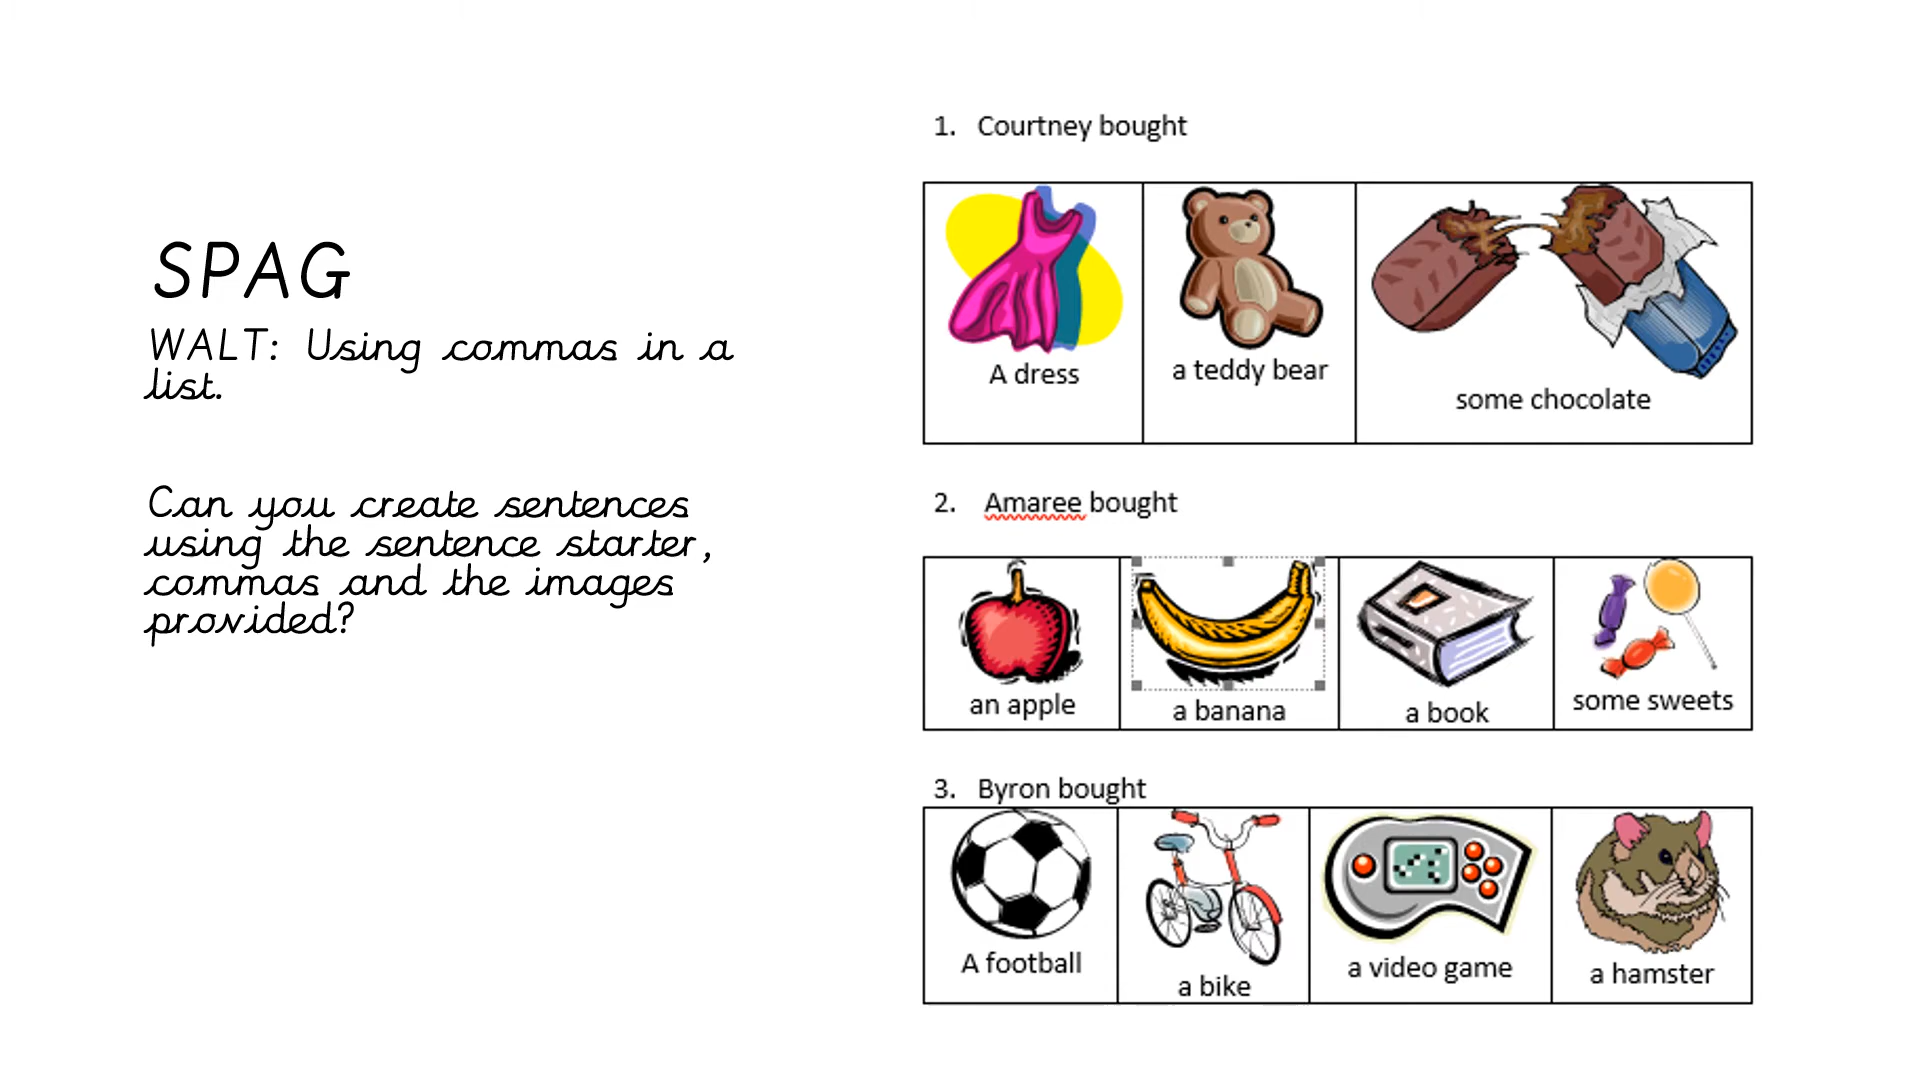 SPAG
WALT: Using commas in a
list.
Can you create sentences
using the sentence starter,
commas and the images
provided?
1. Courtney bought
A dress
a teddy bear
some chocolate
2. Amaree bought
an apple
a banana
a book
some sweets
3. Byron bought
A football
a bike
a video game
a hamster